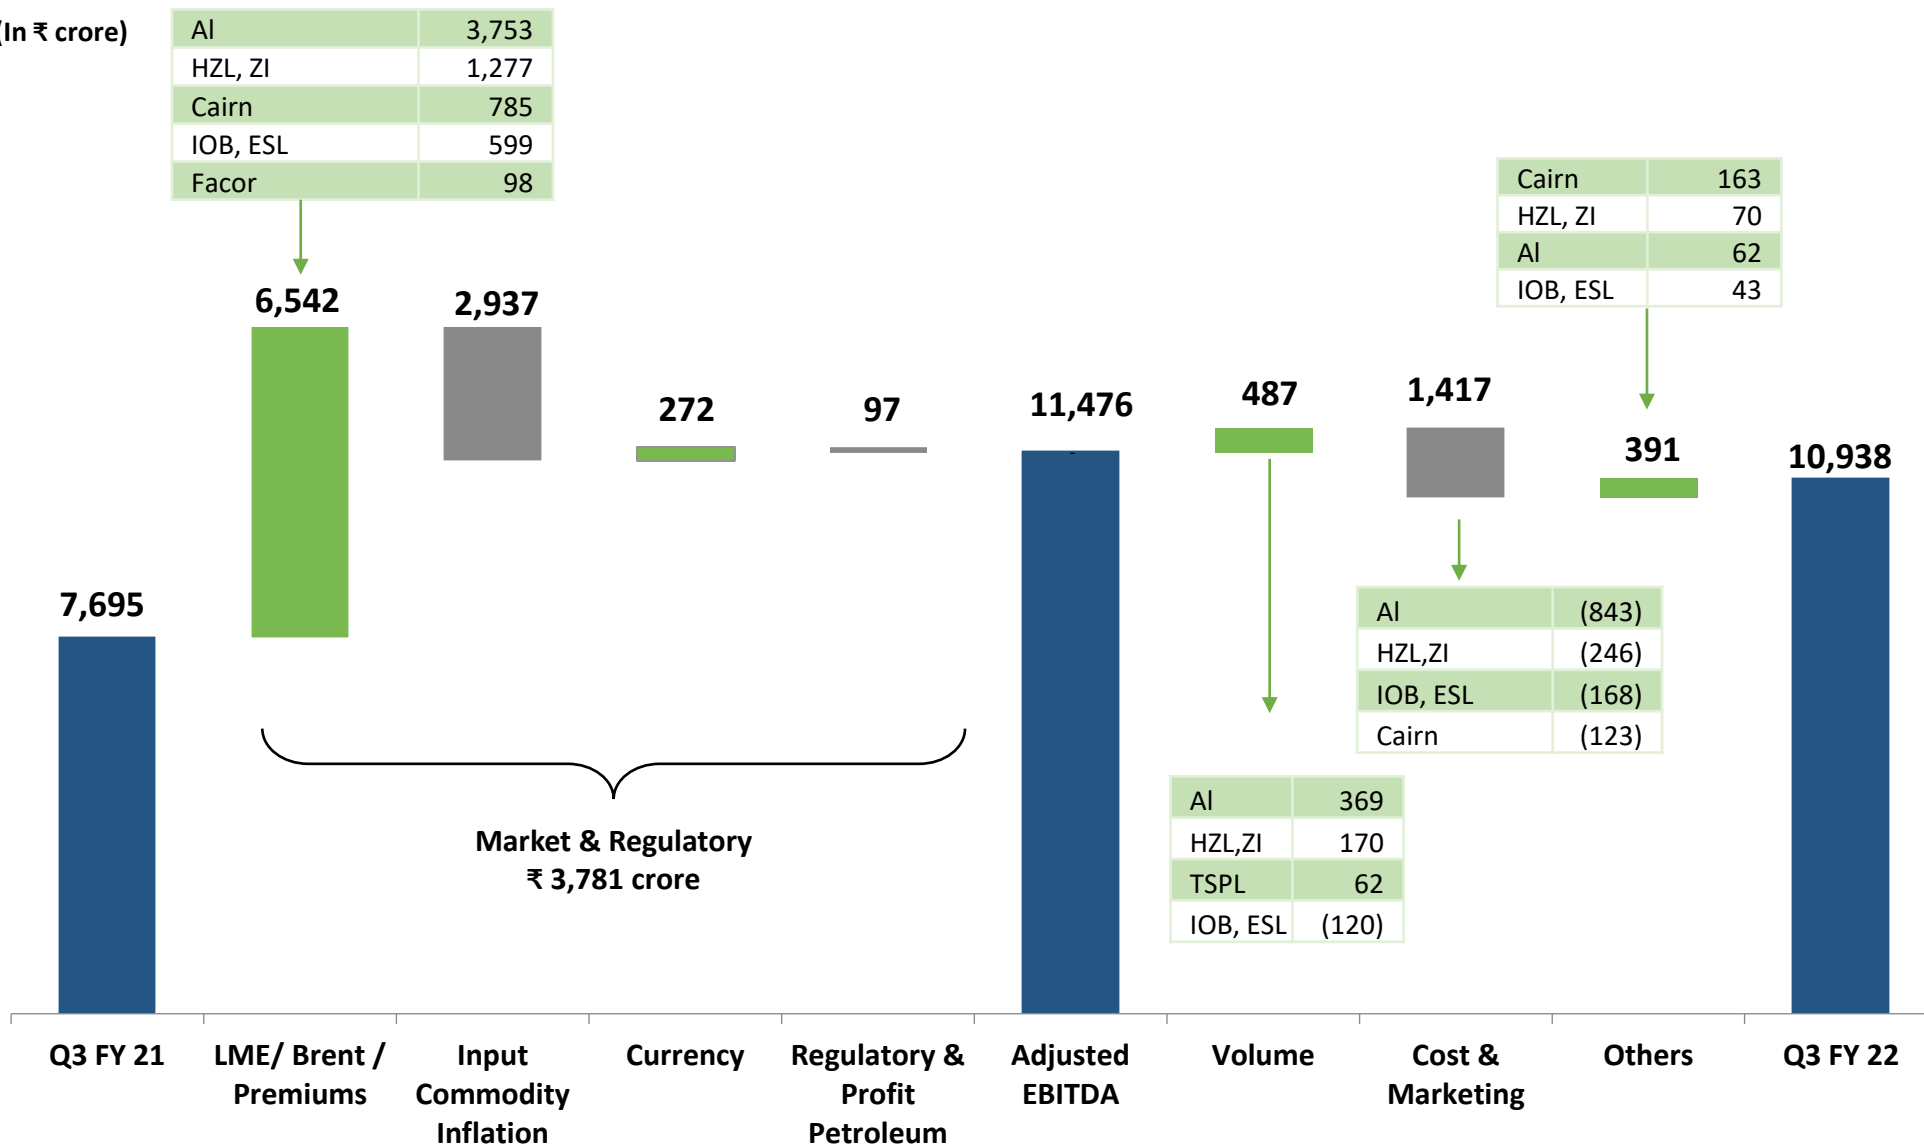 (In ₹ crore)
Al 3,753
HZL, ZI 1,277
Cairn 785
IOB, ESL 599
Facor 98
Cairn 163
HZL, ZI 70
Al 62
IOB, ESL 43
7,695
6,542
2,937
272
97
11,476
487
1,417
391
10,938
Al (843)
HZL,ZI (246)
IOB, ESL (168)
Cairn (123)
Al 369
HZL,ZI 170
TSPL 62
IOB, ESL (120)
Market & Regulatory
₹ 3,781 crore
Q3 FY 21
LME/ Brent /
Premiums
Input
Commodity
Inflation
Currency
Regulatory &
Profit
Petroleum
Adjusted
EBITDA
Volume
Cost &
Marketing
Others
Q3 FY 22